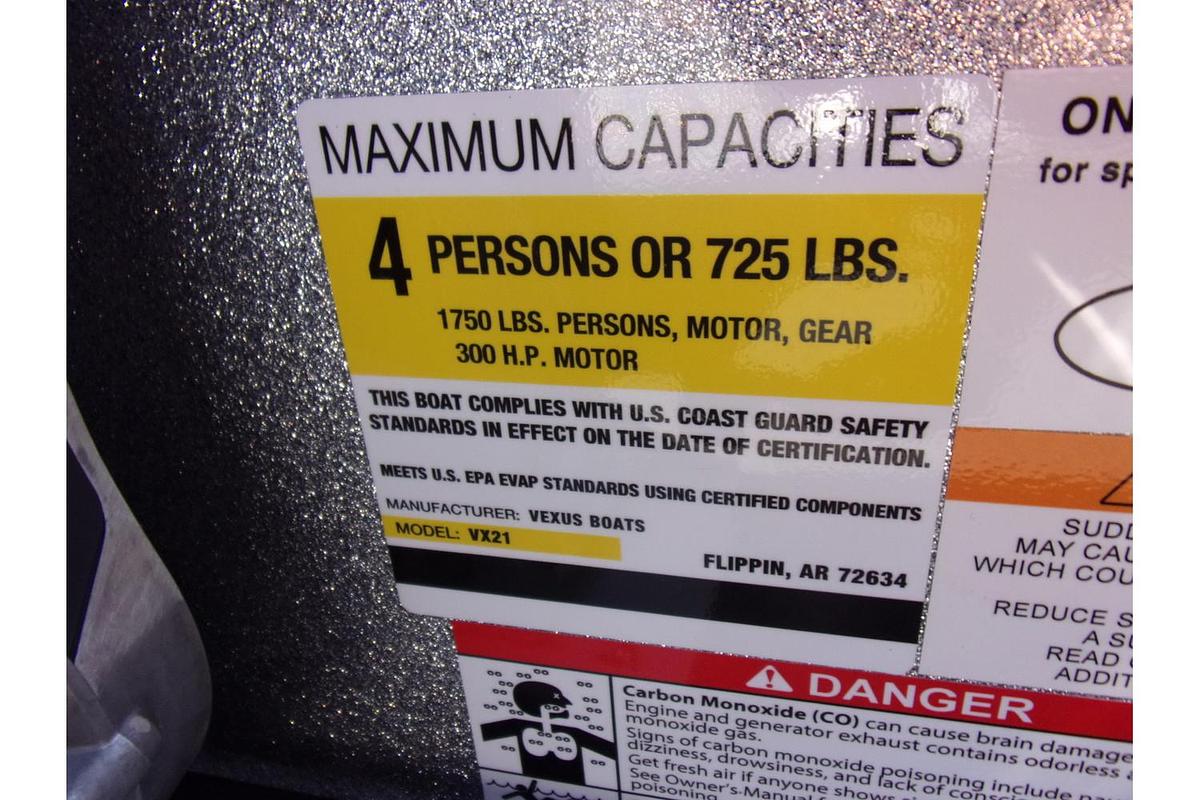 MAXIMUM CAPACITIES
4 PERSONS OR 725 LBS.
1750 LBS. PERSONS, MOTOR, GEAR
300 H.P. MOTOR
THIS BOAT COMPLIES WITH U.S. COAST GUARD SAFETY
STANDARDS IN EFFECT ON THE DATE OF CERTIFICATION.
MEETS U.S. EPA EVAP STANDARDS USING CERTIFIED COMPONENTS
MANUFACTURER: VEXUS BOATS
MODEL: VX21
FLIPPIN, AR 72634
ON
for sp
SUDD
MAY CAU
WHICH COU
REDUCE S
A SU
READ
ADDIT
DANGER
Carbon Monoxide (CO) can cause brain damage
Engine and generator exhaust contains odorless
monoxide gas.
Signs of carbon monoxide poisoning include
dizziness, drowsiness, and lack of consci
Get fresh air if anyone shows
See Owner's Manual
poisoning